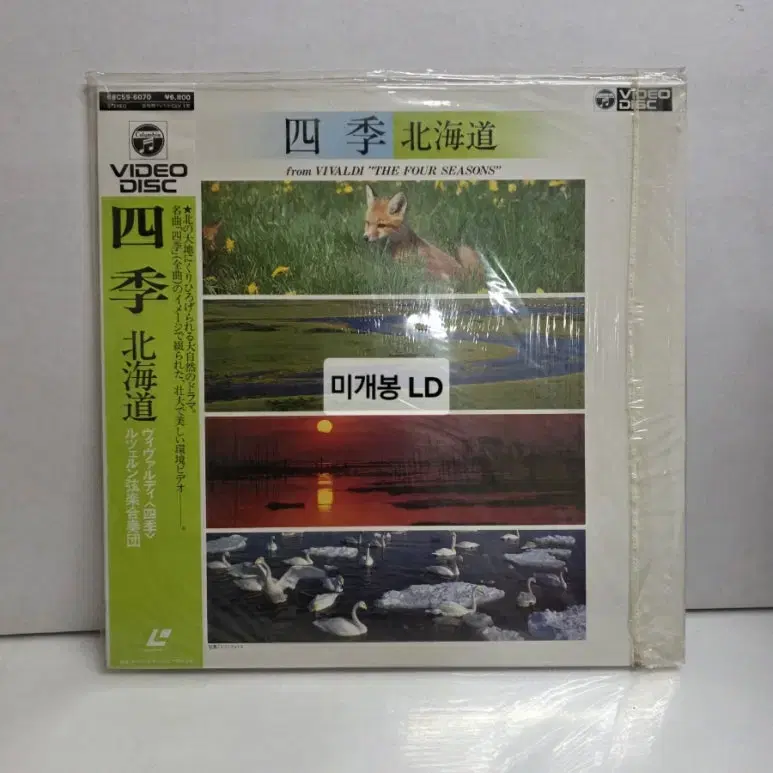 C59-6070 ¥6,800
STEREO
Columbia
VIDEO
DISC
四季 北海道
★北の大地にくりひろげられる大自然のドラマ。
名曲「四季」(全曲)のイメージで綴られた、壮大で美しい環境ビデオ――。
ヴィヴァルディ〈四季〉
ルツェルン弦楽合奏団
VIDEO
DISC
四季 北海道
from VIVALDI "THE FOUR SEASONS"
미개봉 LD